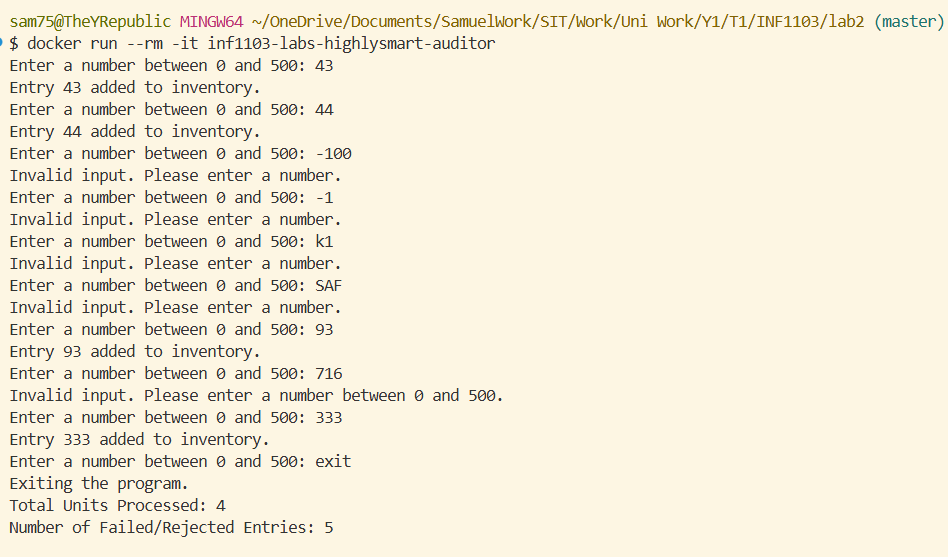 sam75@TheYRepublic MINGW64 ~/OneDrive/Documents/SamuelWork/SIT/Work/Uni Work/Y1/T1/INF1103/lab2 (master)
$ docker run --rm -it inf1103-labs-highlysmart-auditor
Enter a number between 0 and 500: 43
Entry 43 added to inventory.
Enter a number between 0 and 500: 44
Entry 44 added to inventory.
Enter a number between 0 and 500: -100
Invalid input. Please enter a number.
Enter a number between 0 and 500: -1
Invalid input. Please enter a number.
Enter a number between 0 and 500: k1
Invalid input. Please enter a number.
Enter a number between 0 and 500: SAF
Invalid input. Please enter a number.
Enter a number between 0 and 500: 93
Entry 93 added to inventory.
Enter a number between 0 and 500: 716
Invalid input. Please enter a number between 0 and 500.
Enter a number between 0 and 500: 333
Entry 333 added to inventory.
Enter a number between 0 and 500: exit
Exiting the program.
Total Units Processed: 4
Number of Failed/Rejected Entries: 5